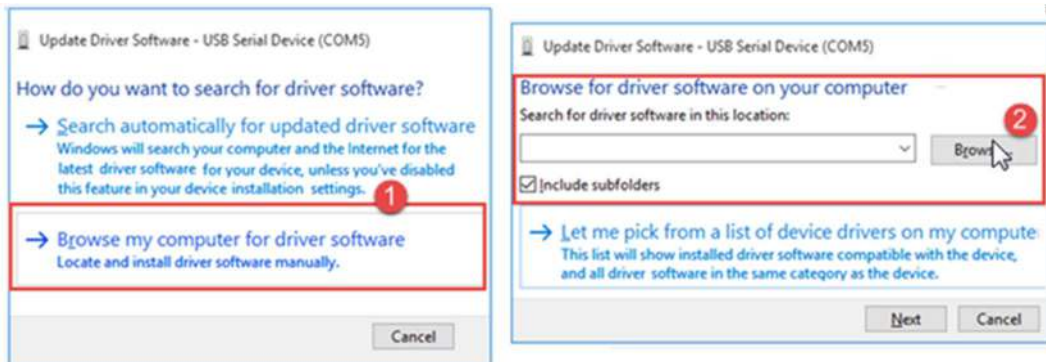 Update Driver Software - USB Serial Device (COM5)
How do you want to search for driver software?
Search automatically for updated driver software
Windows will search your computer and the Internet for the
latest driver software for your device, unless you've disabled
this feature in your device installation settings.
1
Browse my computer for driver software
Locate and install driver software manually.
Cancel
Update Driver Software - USB Serial Device (COM5)
Browse for driver software on your computer
2
Search for driver software in this location:
Include subfolders
Let me pick from a list of device drivers on my compute
This list will show installed driver software compatible with the device,
and all driver software in the same category as the device.
Next
Cancel